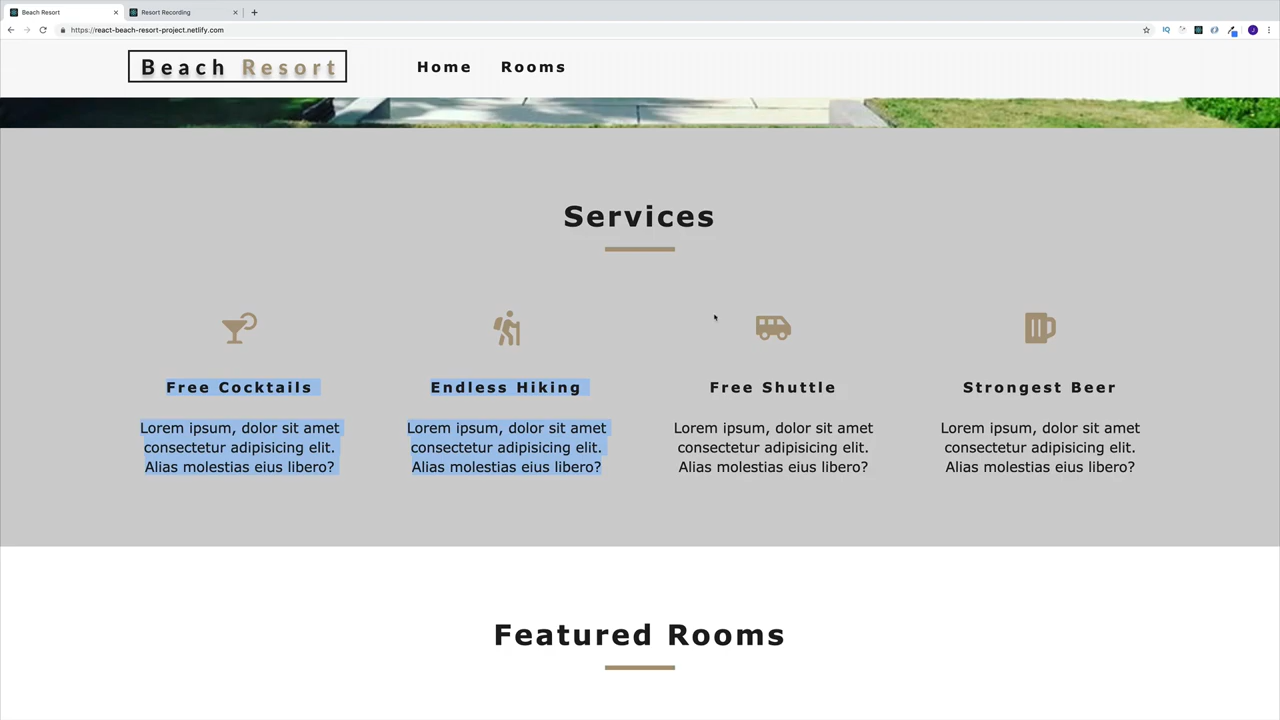 Beach Resort
Resort Recording
https://react-beach-resort-project.netlify.com
IQ
J
Beach Resort
Home
Rooms
Services
Free Cocktails
Endless Hiking
Free Shuttle
Strongest Beer
Lorem ipsum, dolor sit amet
consectetur adipisicing elit.
Alias molestias eius libero?
Lorem ipsum, dolor sit amet
consectetur adipisicing elit.
Alias molestias eius libero?
Lorem ipsum, dolor sit amet
consectetur adipisicing elit.
Alias molestias eius libero?
Lorem ipsum, dolor sit amet
consectetur adipisicing elit.
Alias molestias eius libero?
Featured Rooms